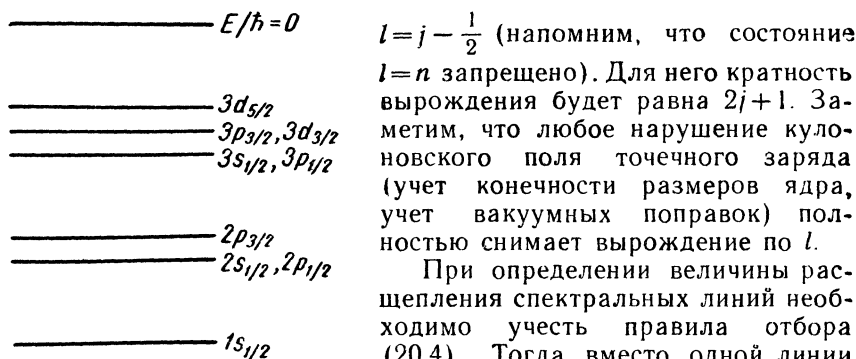 E/ħ=0
3d₅/₂
3p₃/₂,3d₃/₂
3s₁/₂,3p₁/₂
2p₃/₂
2s₁/₂,2p₁/₂
1s₁/₂
l=j−1/2 (напомним, что состояние
l=n запрещено). Для него кратность
вырождения будет равна 2j+1. За-
метим, что любое нарушение куло-
новского поля точечного заряда
(учет конечности размеров ядра,
учет вакуумных поправок) пол-
ностью снимает вырождение по l.
При определении величины рас-
щепления спектральных линий необ-
ходимо учесть правила отбора
(20.4). Тогда вместо одной линии